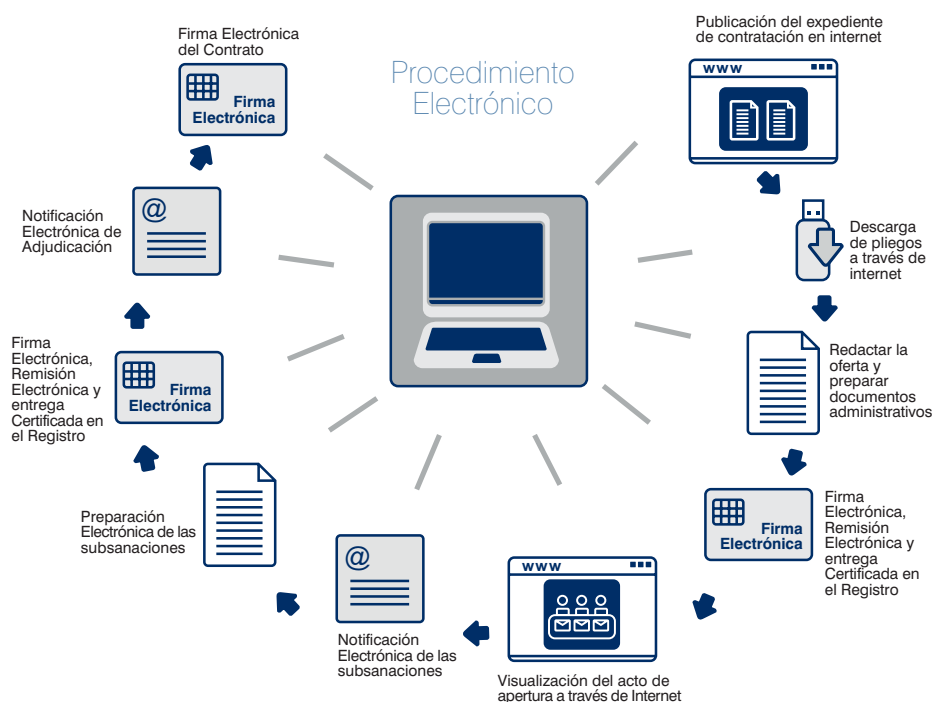 Procedimiento
Electrónico
Publicación del expediente
de contratación en internet
www
Descarga
de pliegos
a través de
internet
Redactar la
oferta y
preparar
documentos
administrativos
Firma
Electrónica
Firma
Electrónica,
Remisión
Electrónica y
entrega
Certificada en
el Registro
www
Visualización del acto de
apertura a través de Internet
@
Notificación
Electrónica de las
subsanaciones
Preparación
Electrónica de las
subsanaciones
Firma
Electrónica
Firma
Electrónica,
Remisión
Electrónica y
entrega
Certificada en
el Registro
@
Notificación
Electrónica de
Adjudicación
Firma Electrónica
del Contrato
Firma
Electrónica